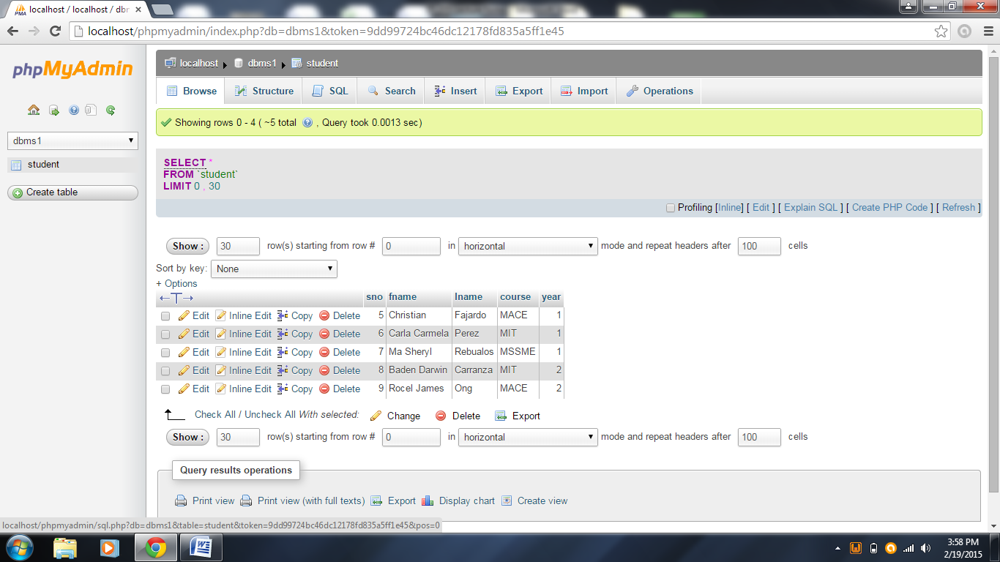 localhost / localhost / dbr
localhost/phpmyadmin/index.php?db=dbms1&token=9dd99724bc46dc12178fd835a5ff1e45
phpMyAdmin
localhost dbms1 student
Browse Structure SQL Search Insert Export Import Operations
dbms1
student
Create table
Showing rows 0 - 4 ( ~5 total , Query took 0.0013 sec)
SELECT *
FROM `student`
LIMIT 0 , 30
Profiling [Inline] [ Edit ] [ Explain SQL ] [ Create PHP Code ] [ Refresh ]
Show : 30 row(s) starting from row # 0 in horizontal mode and repeat headers after 100 cells
Sort by key: None
+ Options
←T→ sno fname lname course year
Edit Inline Edit Copy Delete 5 Christian Fajardo MACE 1
Edit Inline Edit Copy Delete 6 Carla Carmela Perez MIT 1
Edit Inline Edit Copy Delete 7 Ma Sheryl Rebualos MSSME 1
Edit Inline Edit Copy Delete 8 Baden Darwin Carranza MIT 2
Edit Inline Edit Copy Delete 9 Rocel James Ong MACE 2
Check All / Uncheck All With selected: Change Delete Export
Show : 30 row(s) starting from row # 0 in horizontal mode and repeat headers after 100 cells
Query results operations
Print view Print view (with full texts) Export Display chart Create view
localhost/phpmyadmin/sql.php?db=dbms1&table=student&token=9dd99724bc46dc12178fd835a5ff1e45&pos=0
3:58 PM
2/19/2015